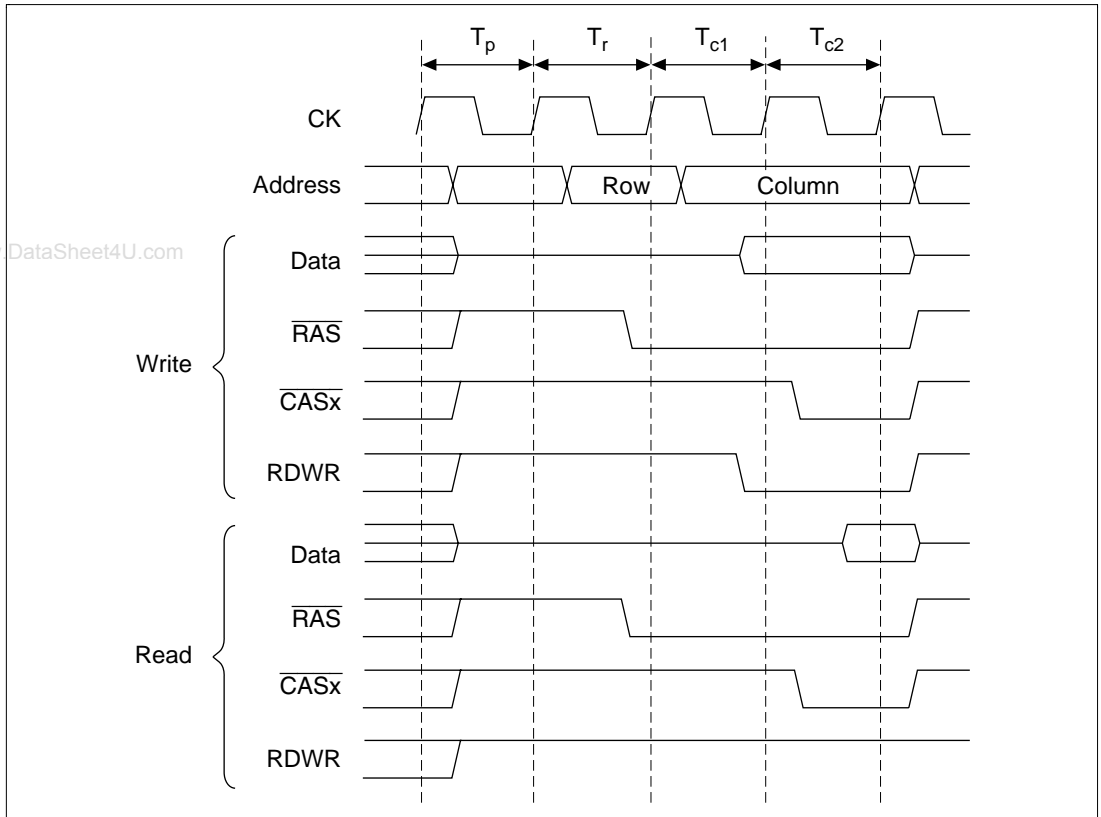 Tp Tr Tc1 Tc2
CK
Address Row Column
.DataSheet4U.com
Data
RAS
Write
CASx
RDWR
Data
RAS
Read
CASx
RDWR